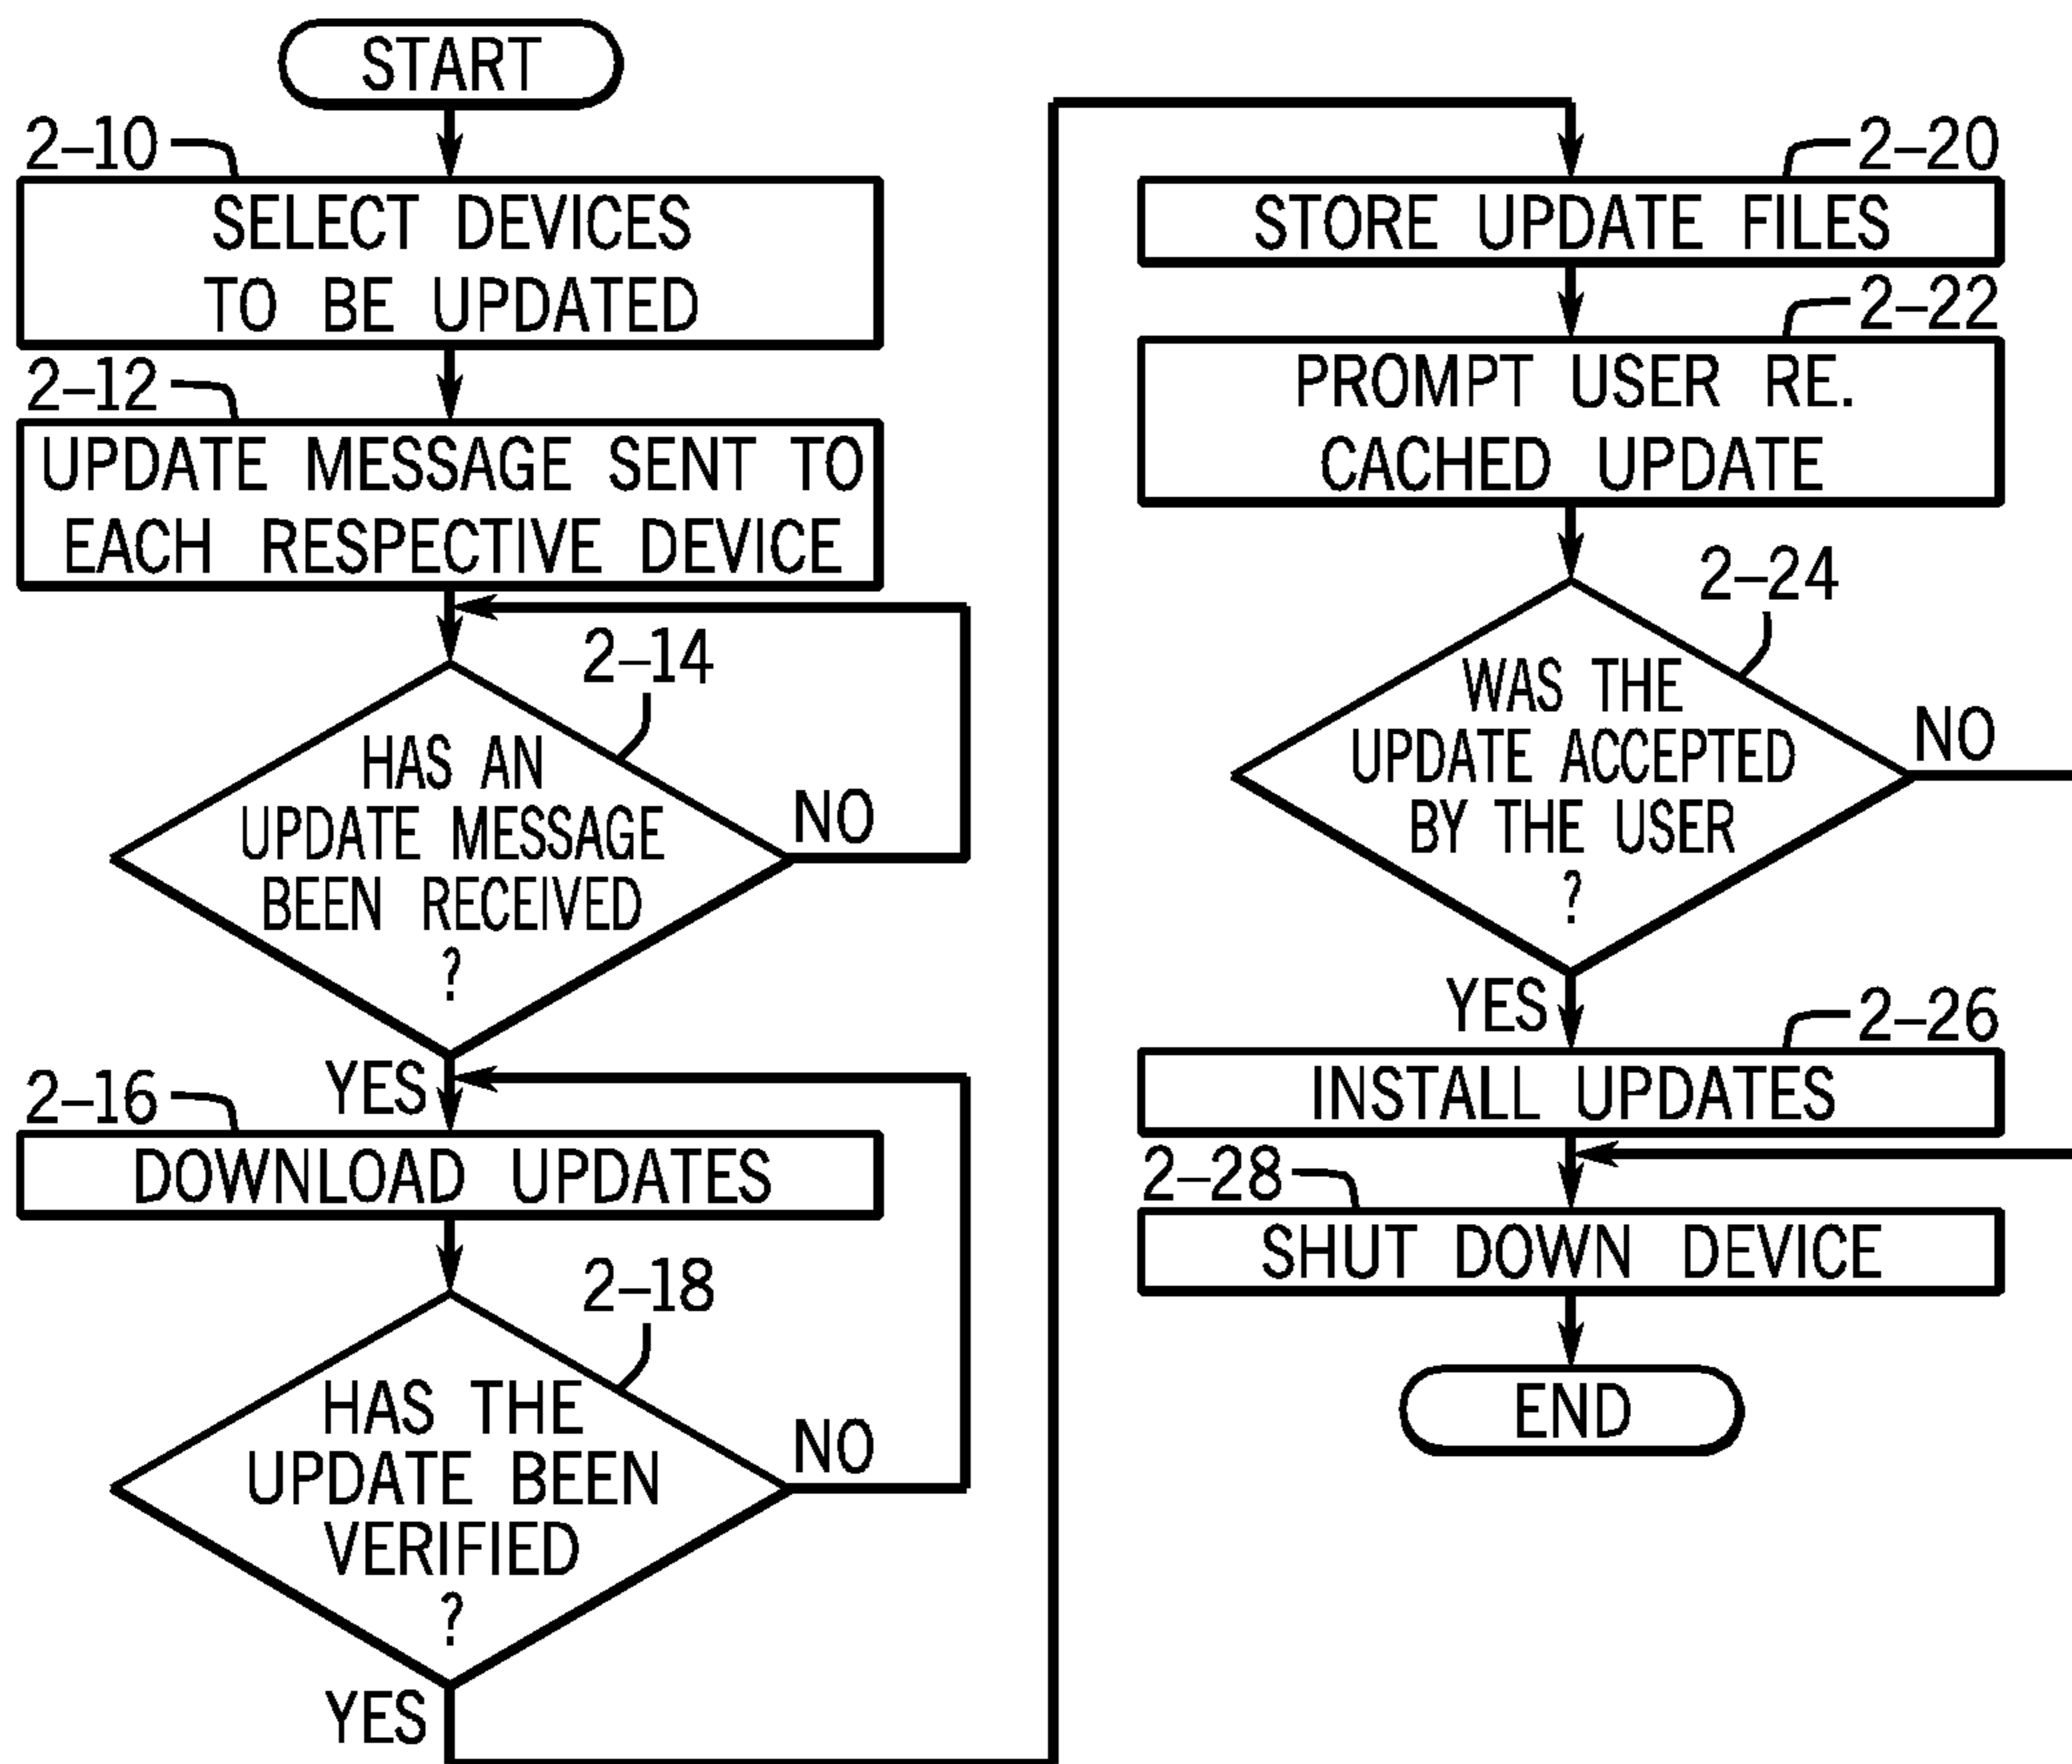 START
2-10
SELECT DEVICES
TO BE UPDATED
2-12
UPDATE MESSAGE SENT TO
EACH RESPECTIVE DEVICE
2-14
HAS AN
UPDATE MESSAGE
BEEN RECEIVED
?
NO
YES
2-16
DOWNLOAD UPDATES
2-18
HAS THE
UPDATE BEEN
VERIFIED
?
NO
YES
2-20
STORE UPDATE FILES
2-22
PROMPT USER RE.
CACHED UPDATE
2-24
WAS THE
UPDATE ACCEPTED
BY THE USER
?
NO
YES
2-26
INSTALL UPDATES
2-28
SHUT DOWN DEVICE
END